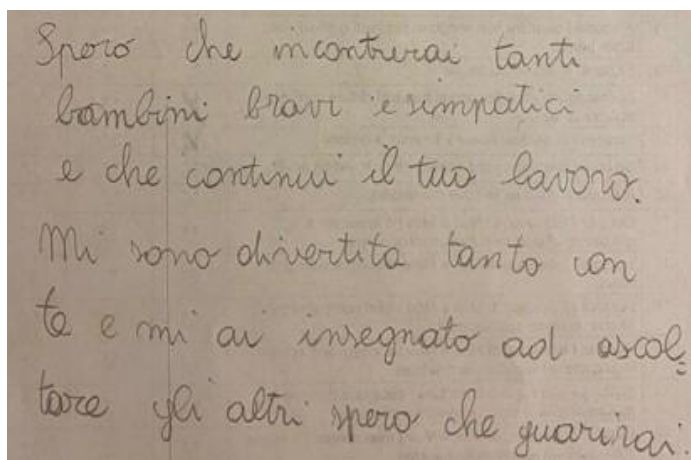 Spero che incontrerai tanti
bambini bravi e simpatici
e che continui il tuo lavoro.
Mi sono divertita tanto con
te e mi ai insegnato ad ascol=
tare gli altri spero che guarirai.